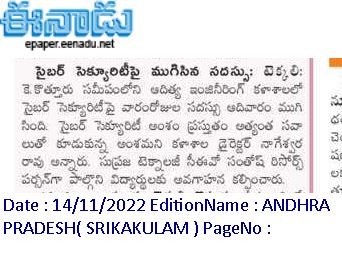 ఈనాడు
epaper.eenadu.net
సైబర్ సెక్యూరిటీపై ముగిసిన సదస్సు: టెక్కలి:
కె.కొత్తూరు సమీపంలోని ఆదిత్య ఇంజినీరింగ్ కళాశాలలో
సైబర్ సెక్యూరిటీపై వారంరోజుల సదస్సు ఆదివారం ముగి
సింది. సైబర్ సెక్యూరిటీ అంశం ప్రస్తుతం అత్యంత సవా
లుతో కూడుకున్న అంశమని కళాశాల డైరెక్టర్ నాగేశ్వర
రావు అన్నారు. సుప్రజ టెక్నాలజీ సీఈవో సంతోష్ రిసోర్స్
పర్సన్‌గా పాల్గొని విద్యార్థులకు అవగాహన కల్పించారు.
Date : 14/11/2022 EditionName : ANDHRA
PRADESH( SRIKAKULAM ) PageNo :